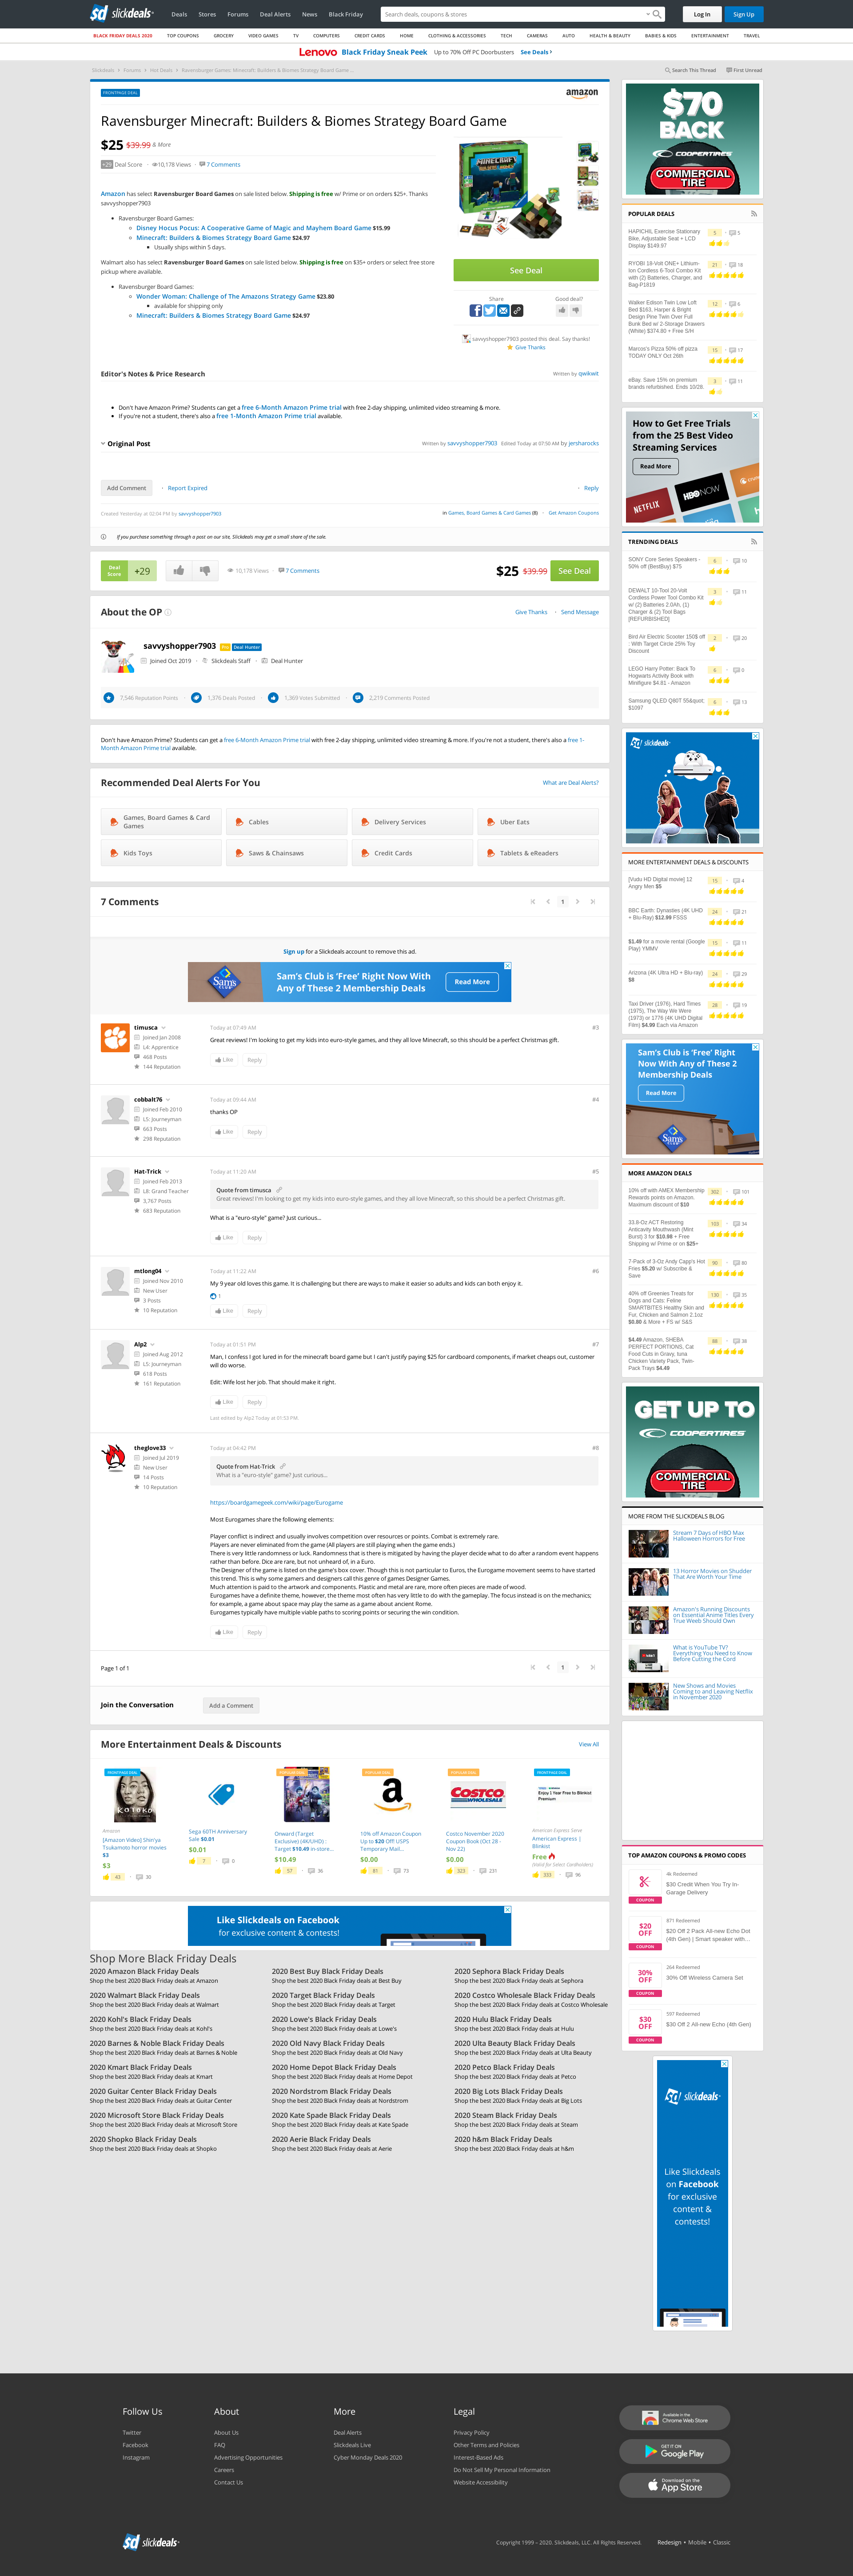 slickdeals
Deals Stores Forums Deal Alerts News Black Friday
Search deals, coupons & stores
Log In Sign Up
BLACK FRIDAY DEALS 2020 TOP COUPONS GROCERY VIDEO GAMES TV COMPUTERS CREDIT CARDS HOME CLOTHING & ACCESSORIES TECH CAMERAS AUTO HEALTH & BEAUTY BABIES & KIDS ENTERTAINMENT TRAVEL
Lenovo Black Friday Sneak Peek Up to 70% Off PC Doorbusters See Deals
Slickdeals Forums Hot Deals Ravensburger Games: Minecraft: Builders & Biomes Strategy Board Game ...
Search This Thread First Unread
FRONTPAGE DEAL
amazon
Ravensburger Minecraft: Builders & Biomes Strategy Board Game
$25 $39.99 & More
+29 Deal Score 10,178 Views 7 Comments
Amazon has select Ravensburger Board Games on sale listed below. Shipping is free w/ Prime or on orders $25+. Thanks
savvyshopper7903
Ravensburger Board Games:
Disney Hocus Pocus: A Cooperative Game of Magic and Mayhem Board Game $15.99
Minecraft: Builders & Biomes Strategy Board Game $24.97
Usually ships within 5 days.
Walmart also has select Ravensburger Board Games on sale listed below. Shipping is free on $35+ orders or select free store
pickup where available.
Ravensburger Board Games:
Wonder Woman: Challenge of The Amazons Strategy Game $23.80
available for shipping only
Minecraft: Builders & Biomes Strategy Board Game $24.97
See Deal
Share Good deal?
savvyshopper7903 posted this deal. Say thanks!
Give Thanks
Editor's Notes & Price Research
Written by qwikwit
Don't have Amazon Prime? Students can get a free 6-Month Amazon Prime trial with free 2-day shipping, unlimited video streaming & more.
If you're not a student, there's also a free 1-Month Amazon Prime trial available.
Original Post
Written by savvyshopper7903 Edited Today at 07:50 AM by jersharocks
Add Comment Report Expired
Reply
Created Yesterday at 02:04 PM by savvyshopper7903
in Games, Board Games & Card Games (8) Get Amazon Coupons
If you purchase something through a post on our site, Slickdeals may get a small share of the sale.
Deal Score +29
10,178 Views 7 Comments
$25 $39.99 See Deal
About the OP
Give Thanks Send Message
savvyshopper7903 Pro Deal Hunter
Joined Oct 2019 Slickdeals Staff Deal Hunter
7,546 Reputation Points 1,376 Deals Posted 1,369 Votes Submitted 2,219 Comments Posted
Don't have Amazon Prime? Students can get a free 6-Month Amazon Prime trial with free 2-day shipping, unlimited video streaming & more. If you're not a student, there's also a free 1-
Month Amazon Prime trial available.
Recommended Deal Alerts For You
What are Deal Alerts?
Games, Board Games & Card
Games
Cables
Delivery Services
Uber Eats
Kids Toys
Saws & Chainsaws
Credit Cards
Tablets & eReaders
7 Comments
1
Sign up for a Slickdeals account to remove this ad.
Sam's Club is 'Free' Right Now With
Any of These 2 Membership Deals
Read More
timusca
Joined Jan 2008
L4: Apprentice
468 Posts
144 Reputation
Today at 07:49 AM
#3
Great reviews! I'm looking to get my kids into euro-style games, and they all love Minecraft, so this should be a perfect Christmas gift.
Like Reply
cobbalt76
Joined Feb 2010
L5: Journeyman
663 Posts
298 Reputation
Today at 09:44 AM
#4
thanks OP
Like Reply
Hat-Trick
Joined Feb 2013
L8: Grand Teacher
3,767 Posts
683 Reputation
Today at 11:20 AM
#5
Quote from timusca
Great reviews! I'm looking to get my kids into euro-style games, and they all love Minecraft, so this should be a perfect Christmas gift.
What is a "euro-style" game? Just curious...
Like Reply
mtlong04
Joined Nov 2010
New User
3 Posts
10 Reputation
Today at 11:22 AM
#6
My 9 year old loves this game. It is challenging but there are ways to make it easier so adults and kids can both enjoy it.
1
Like Reply
Alp2
Joined Aug 2012
L5: Journeyman
618 Posts
161 Reputation
Today at 01:51 PM
#7
Man, I confess I got lured in for the minecraft board game but I can't justify paying $25 for cardboard components, if market cheaps out, customer
will do worse.
Edit: Wife lost her job. That should make it right.
Like Reply
Last edited by Alp2 Today at 01:53 PM.
theglove33
Joined Jul 2019
New User
14 Posts
10 Reputation
Today at 04:42 PM
#8
Quote from Hat-Trick
What is a "euro-style" game? Just curious...
https://boardgamegeek.com/wiki/page/Eurogame
Most Eurogames share the following elements:
Player conflict is indirect and usually involves competition over resources or points. Combat is extremely rare.
Players are never eliminated from the game (All players are still playing when the game ends.)
There is very little randomness or luck. Randomness that is there is mitigated by having the player decide what to do after a random event happens
rather than before. Dice are rare, but not unheard of, in a Euro.
The Designer of the game is listed on the game's box cover. Though this is not particular to Euros, the Eurogame movement seems to have started
this trend. This is why some gamers and designers call this genre of games Designer Games.
Much attention is paid to the artwork and components. Plastic and metal are rare, more often pieces are made of wood.
Eurogames have a definite theme, however, the theme most often has very little to do with the gameplay. The focus instead is on the mechanics;
for example, a game about space may play the same as a game about ancient Rome.
Eurogames typically have multiple viable paths to scoring points or securing the win condition.
Like Reply
Page 1 of 1
1
Join the Conversation Add a Comment
More Entertainment Deals & Discounts
View All
FRONTPAGE DEAL
KOTOKO
Amazon
[Amazon Video] Shin'ya
Tsukamoto horror movies
$3
$3
43 30
Sega 60TH Anniversary
Sale $0.01
$0.01
7 0
POPULAR DEAL
Onward (Target
Exclusive) (4K/UHD) :
Target $10.49 in-store...
$10.49
57 36
POPULAR DEAL
10% off Amazon Coupon
Up to $20 Off! USPS
Temporary Mail...
$0.00
81 73
POPULAR DEAL
COSTCO WHOLESALE
Costco November 2020
Coupon Book (Oct 28 -
Nov 22)
$0.00
323 231
FRONTPAGE DEAL
Enjoy 1 Year Free to Blinkist
Premium
American Express Serve
American Express |
Blinkist
Free
(Valid for Select Cardholders)
333 96
Like Slickdeals on Facebook
for exclusive contents & contests!
Shop More Black Friday Deals
2020 Amazon Black Friday Deals
Shop the best 2020 Black Friday deals at Amazon
2020 Best Buy Black Friday Deals
Shop the best 2020 Black Friday deals at Best Buy
2020 Sephora Black Friday Deals
Shop the best 2020 Black Friday deals at Sephora
2020 Walmart Black Friday Deals
Shop the best 2020 Black Friday deals at Walmart
2020 Target Black Friday Deals
Shop the best 2020 Black Friday deals at Target
2020 Costco Wholesale Black Friday Deals
Shop the best 2020 Black Friday deals at Costco Wholesale
2020 Kohl's Black Friday Deals
Shop the best 2020 Black Friday deals at Kohl's
2020 Lowe's Black Friday Deals
Shop the best 2020 Black Friday deals at Lowe's
2020 Hulu Black Friday Deals
Shop the best 2020 Black Friday deals at Hulu
2020 Barnes & Noble Black Friday Deals
Shop the best 2020 Black Friday deals at Barnes & Noble
2020 Old Navy Black Friday Deals
Shop the best 2020 Black Friday deals at Old Navy
2020 Ulta Beauty Black Friday Deals
Shop the best 2020 Black Friday deals at Ulta Beauty
2020 Kmart Black Friday Deals
Shop the best 2020 Black Friday deals at Kmart
2020 Home Depot Black Friday Deals
Shop the best 2020 Black Friday deals at Home Depot
2020 Petco Black Friday Deals
Shop the best 2020 Black Friday deals at Petco
2020 Guitar Center Black Friday Deals
Shop the best 2020 Black Friday deals at Guitar Center
2020 Nordstrom Black Friday Deals
Shop the best 2020 Black Friday deals at Nordstrom
2020 Big Lots Black Friday Deals
Shop the best 2020 Black Friday deals at Big Lots
2020 Microsoft Store Black Friday Deals
Shop the best 2020 Black Friday deals at Microsoft Store
2020 Kate Spade Black Friday Deals
Shop the best 2020 Black Friday deals at Kate Spade
2020 Steam Black Friday Deals
Shop the best 2020 Black Friday deals at Steam
2020 Shopko Black Friday Deals
Shop the best 2020 Black Friday deals at Shopko
2020 Aerie Black Friday Deals
Shop the best 2020 Black Friday deals at Aerie
2020 h&m Black Friday Deals
Shop the best 2020 Black Friday deals at h&m
$70
BACK
COOPERTIRES
COMMERCIAL
TIRE
POPULAR DEALS
HAPICHIL Exercise Stationary
Bike, Adjustable Seat + LCD
Display $149.97
5 5
RYOBI 18-Volt ONE+ Lithium-
Ion Cordless 6-Tool Combo Kit
with (2) Batteries, Charger, and
Bag-P1819
21 18
Walker Edison Twin Low Loft
Bed $163, Harper & Bright
Design Pine Twin Over Full
Bunk Bed w/ 2-Storage Drawers
(White) $374.80 + Free S/H
12 6
Marcos's Pizza 50% off pizza
TODAY ONLY Oct 26th
15 17
eBay. Save 15% on premium
brands refurbished. Ends 10/28.
3 11
How to Get Free Trials
from the 25 Best Video
Streaming Services
Read More
NETFLIX HBO NOW
TRENDING DEALS
SONY Core Series Speakers -
50% off (BestBuy) $75
6 10
DEWALT 10-Tool 20-Volt
Cordless Power Tool Combo Kit
w/ (2) Batteries 2.0Ah, (1)
Charger & (2) Tool Bags
[REFURBISHED]
3 11
Bird Air Electric Scooter 150$ off
: With Target Circle 25% Toy
Discount
2 20
LEGO Harry Potter: Back To
Hogwarts Activity Book with
Minifigure $4.81 - Amazon
6 0
Samsung QLED Q60T 55&quot;
$1097
6 13
slickdeals
MORE ENTERTAINMENT DEALS & DISCOUNTS
[Vudu HD Digital movie] 12
Angry Men $5
15 4
BBC Earth: Dynasties (4K UHD
+ Blu-Ray) $12.99 FSSS
24 21
$1.49 for a movie rental (Google
Play) YMMV
15 11
Arizona (4K Ultra HD + Blu-ray)
$8
24 29
Taxi Driver (1976), Hard Times
(1975), The Way We Were
(1973) or 1776 (4K UHD Digital
Film) $4.99 Each via Amazon
28 19
Sam's Club is 'Free' Right
Now With Any of These 2
Membership Deals
Read More
Sam's Club
MORE AMAZON DEALS
10% off with AMEX Membership
Rewards points on Amazon.
Maximum discount of $10
302 101
33.8-Oz ACT Restoring
Anticavity Mouthwash (Mint
Burst) 3 for $10.98 + Free
Shipping w/ Prime or on $25+
103 34
7-Pack of 3-Oz Andy Capp's Hot
Fries $5.20 w/ Subscribe &
Save
90 80
40% off Greenies Treats for
Dogs and Cats: Feline
SMARTBITES Healthy Skin and
Fur, Chicken and Salmon 2.1oz
$0.80 & More + FS w/ S&S
130 35
$4.49 Amazon, SHEBA
PERFECT PORTIONS, Cat
Food Cuts in Gravy, tuna
Chicken Variety Pack, Twin-
Pack Trays $4.49
88 38
GET UP TO
COOPERTIRES
COMMERCIAL
TIRE
MORE FROM THE SLICKDEALS BLOG
Stream 7 Days of HBO Max
Halloween Horrors for Free
13 Horror Movies on Shudder
That Are Worth Your Time
Amazon's Running Discounts
on Essential Anime Titles Every
True Weeb Should Own
What is YouTube TV?
Everything You Need to Know
Before Cutting the Cord
New Shows and Movies
Coming to and Leaving Netflix
in November 2020
TOP AMAZON COUPONS & PROMO CODES
COUPON
4k Redeemed
$30 Credit When You Try In-
Garage Delivery
$20
OFF
COUPON
871 Redeemed
$20 Off 2 Pack All-new Echo Dot
(4th Gen) | Smart speaker with...
30%
OFF
COUPON
264 Redeemed
30% Off Wireless Camera Set
$30
OFF
COUPON
597 Redeemed
$30 Off 2 All-new Echo (4th Gen)
slickdeals
Like Slickdeals
on Facebook
for exclusive
content &
contests!
Follow Us
Twitter
Facebook
Instagram
About
About Us
FAQ
Advertising Opportunities
Careers
Contact Us
More
Deal Alerts
Slickdeals Live
Cyber Monday Deals 2020
Legal
Privacy Policy
Other Terms and Policies
Interest-Based Ads
Do Not Sell My Personal Information
Website Accessibility
Available in the
Chrome Web Store
GET IT ON
Google Play
Download on the
App Store
slickdeals
Copyright 1999 - 2020. Slickdeals, LLC. All Rights Reserved. Redesign • Mobile • Classic